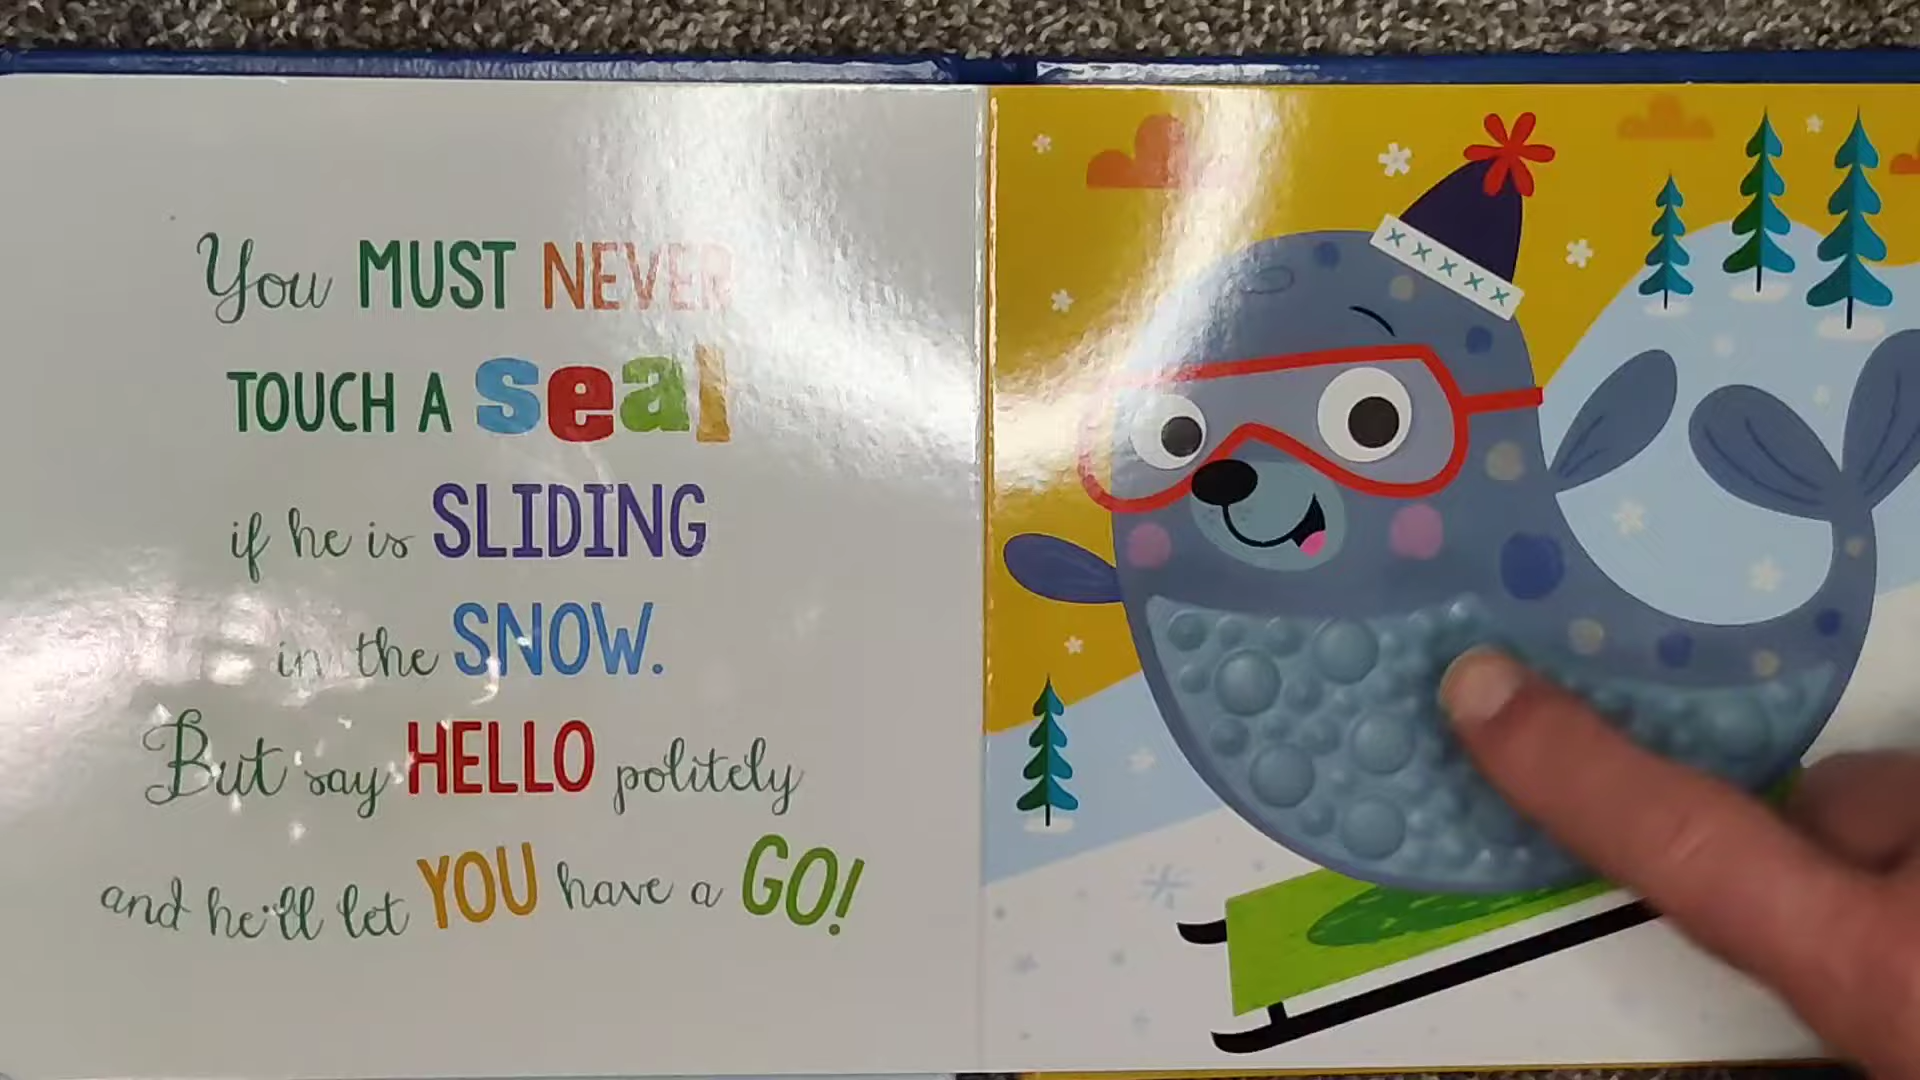 You MUST NEVER
TOUCH A seal
if he is SLIDING
in the SNOW.
But say HELLO politely
and he'll let YOU have a GO!